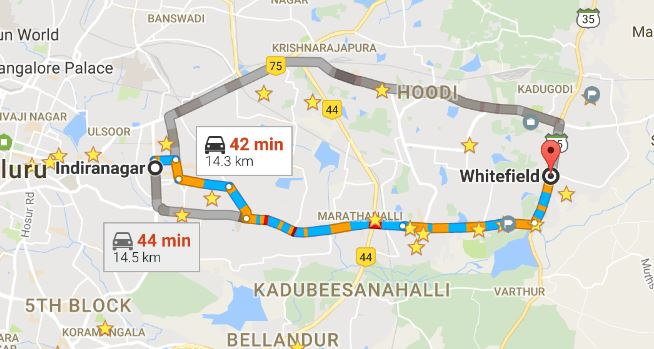 BANSWADI
un World
angalore Palace
KRISHNARAJAPURA
75
35
Ma
HOODI
KADUGODI
44
VAJI NAGAR
ULSOOR
luru
Indiranagar
42 min
14.3 km
Whitefield
Hosur Rd
MARATHAHALLI
44 min
14.5 km
44
VARTHUR
KADUBEESANAHALLI
5TH BLOCK
KORAMANGALA
BELLANDUR